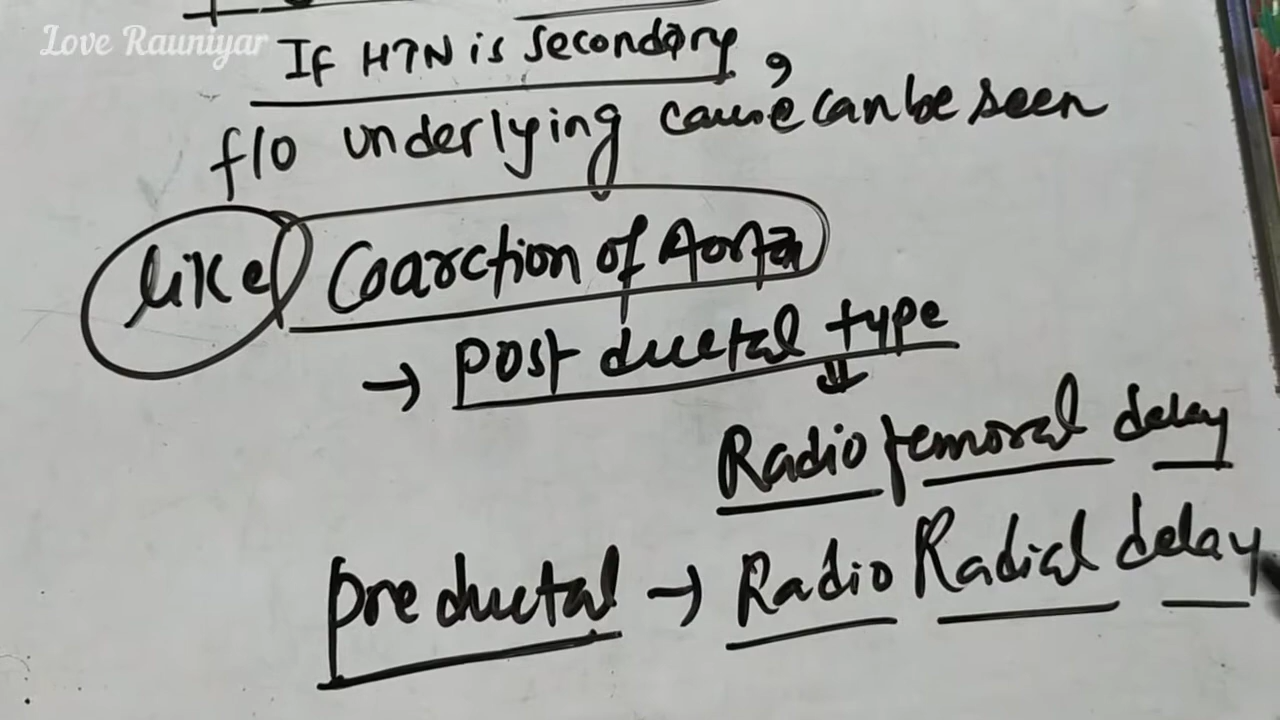 Love Rauniyar
If HTN is secondary,
f/o underlying cause can be seen
like Coarction of Aorta
→ post ductal type
⇓
Radio femoral delay
pre ductal → Radio Radial delay